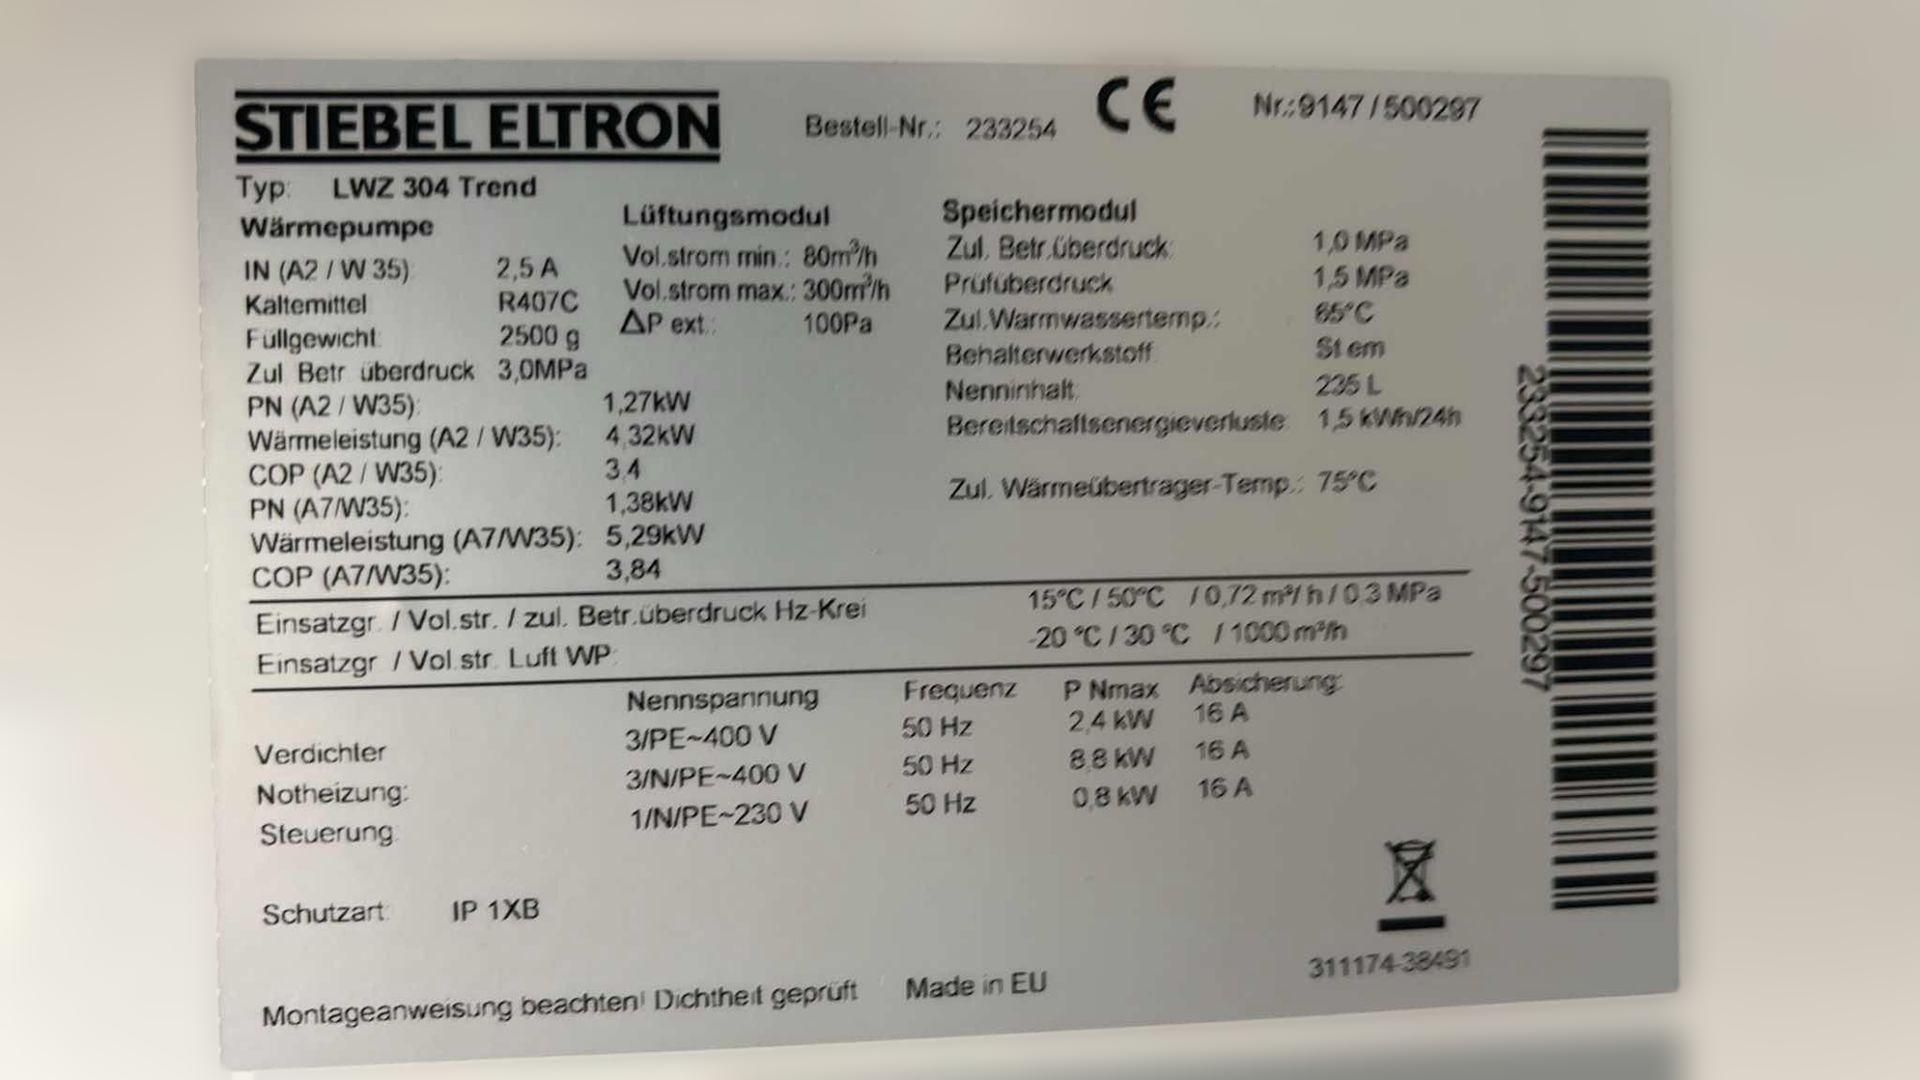 STIEBEL ELTRON Bestell-Nr.: 233254 CE Nr.:9147/500297
Typ: LWZ 304 Trend
Wärmepumpe
IN (A2 / W 35) 2,5 A
Kaltemittel R407C
Füllgewicht: 2500 g
Zul Betr überdruck 3,0MPa
PN (A2 / W35): 1,27kW
Wärmeleistung (A2 / W35): 4,32kW
COP (A2 / W35): 3,4
PN (A7/W35): 1,38kW
Wärmeleistung (A7/W35): 5,29kW
COP (A7/W35): 3,84
Lüftungsmodul
Vol.strom min.: 80m³/h
Vol.strom max.: 300m³/h
ΔP ext.: 100Pa
Speichermodul
Zul. Betr.überdruck: 1,0 MPa
Prüfüberdruck 1,5 MPa
Zul.Warmwassertemp.: 65°C
Behalterwerkstoff St em
Nenninhalt: 235 L
Bereitschaftsenergieverluste: 1,5 kWh/24h
Zul. Wärmeübertrager-Temp.: 75°C
Einsatzgr. / Vol.str. / zul. Betr.überdruck Hz-Krei 15°C / 50°C / 0,72 m³/ h / 0,3 MPa
Einsatzgr / Vol.str. Luft WP: -20 °C / 30 °C / 1000 m³/h
Nennspannung Frequenz P Nmax Absicherung:
Verdichter 3/PE~400 V 50 Hz 2,4 kW 16 A
Notheizung: 3/N/PE~400 V 50 Hz 8,8 kW 16 A
Steuerung: 1/N/PE~230 V 50 Hz 0,8 kW 16 A
Schutzart: IP 1XB
Montageanweisung beachten! Dichtheit geprüft Made in EU
311174-38491
233254-9147-500297